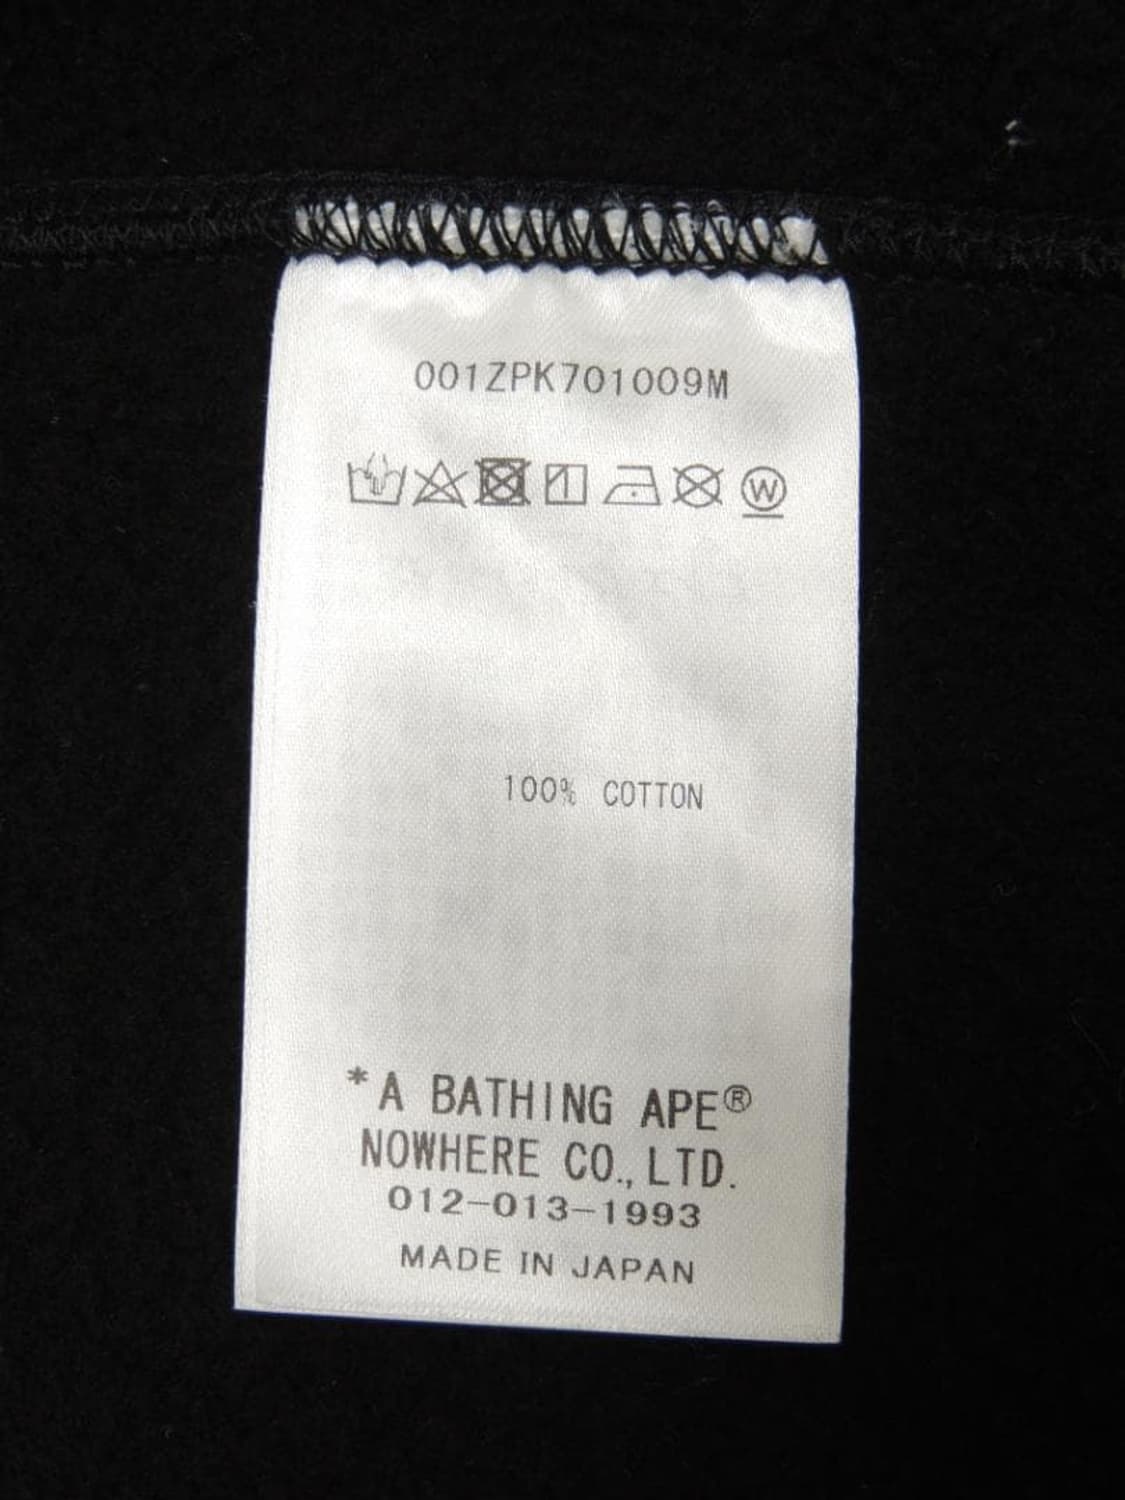 001ZPK701009M
W
100% COTTON
*A BATHING APE®
NOWHERE CO., LTD.
012-013-1993
MADE IN JAPAN